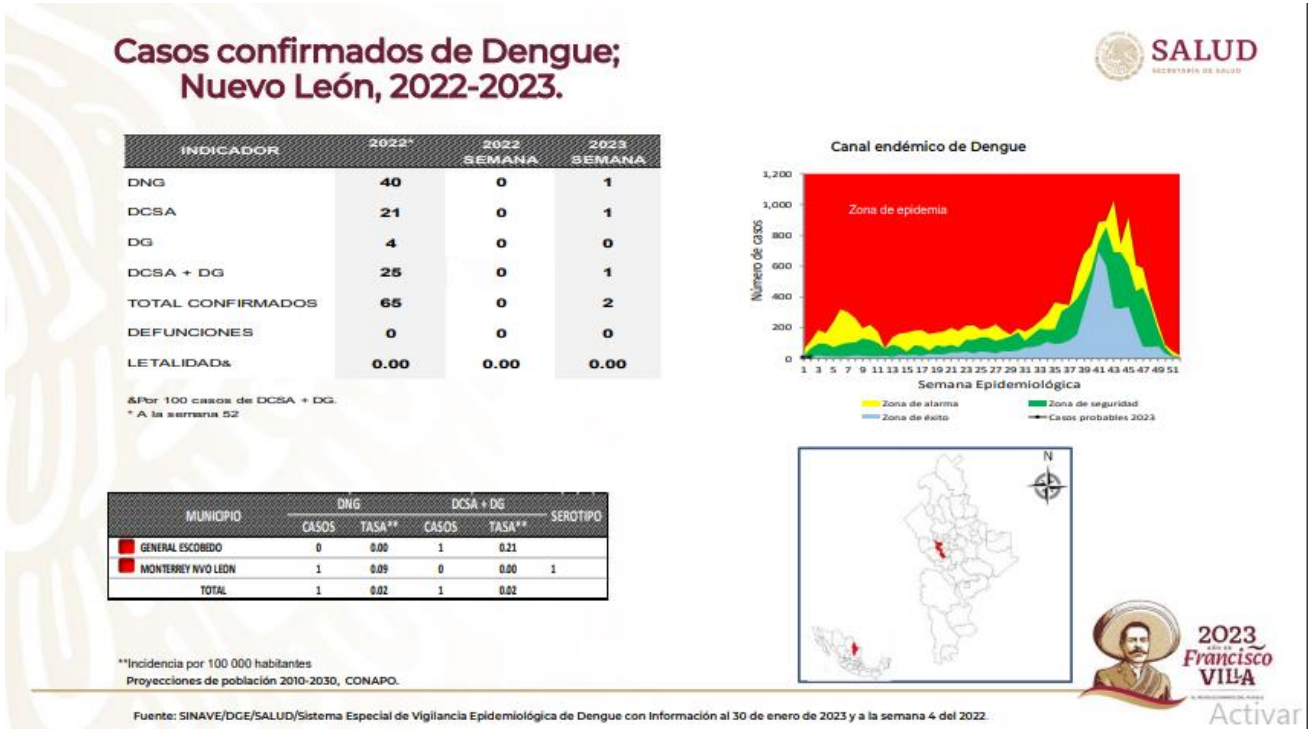 Casos confirmados de Dengue;
Nuevo León, 2022-2023.
SALUD
SECRETARÍA DE SALUD
INDICADOR 2022* 2022 SEMANA 2023 SEMANA
DNG 40 0 1
DCSA 21 0 1
DG 4 0 0
DCSA + DG 25 0 1
TOTAL CONFIRMADOS 65 0 2
DEFUNCIONES 0 0 0
LETALIDAD& 0.00 0.00 0.00
&Por 100 casos de DCSA + DG.
* A la semana 52
Canal endémico de Dengue
Número de casos
1,200
1,000
800
600
400
200
0
Zona de epidemia
1 3 5 7 9 11 13 15 17 19 21 23 25 27 29 31 33 35 37 39 41 43 45 47 49 51
Semana Epidemiológica
Zona de alarma Zona de seguridad
Zona de éxito Casos probables 2023
MUNICIPIO DNG DCSA + DG SEROTIPO
CASOS TASA** CASOS TASA**
GENERAL ESCOBEDO 0 0.00 1 0.21
MONTERREY NVO LEON 1 0.09 0 0.00 1
TOTAL 1 0.02 1 0.02
N
**Incidencia por 100 000 habitantes
Proyecciones de población 2010-2030, CONAPO.
2023
AÑO DE
Francisco
VILLA
Fuente: SINAVE/DGE/SALUD/Sistema Especial de Vigilancia Epidemiológica de Dengue con Información al 30 de enero de 2023 y a la semana 4 del 2022.
Activar